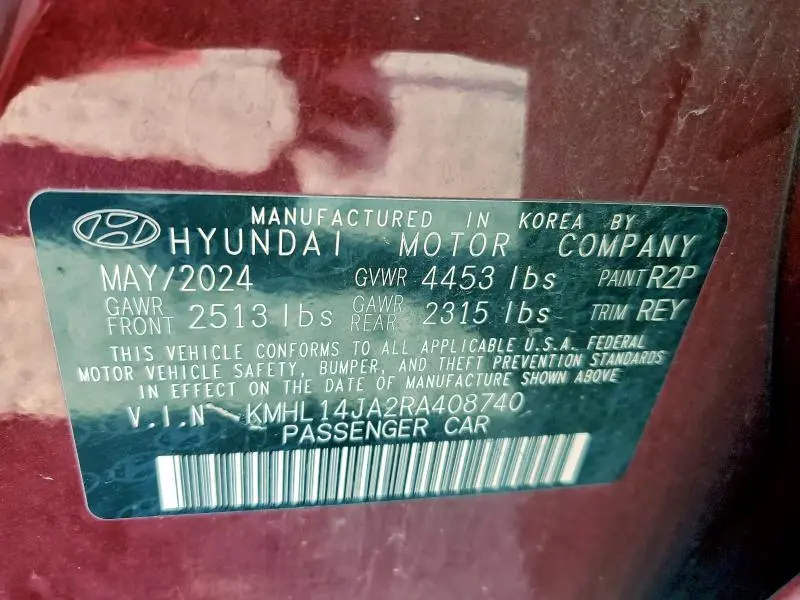 MANUFACTURED IN KOREA BY
HYUNDAI MOTOR COMPANY
MAY/2024 GVWR 4453 lbs PAINT R2P
GAWR FRONT 2513 lbs GAWR REAR 2315 lbs TRIM REY
THIS VEHICLE CONFORMS TO ALL APPLICABLE U.S.A. FEDERAL
MOTOR VEHICLE SAFETY, BUMPER, AND THEFT PREVENTION STANDARDS
IN EFFECT ON THE DATE OF MANUFACTURE SHOWN ABOVE
V.I.N KMHL14JA2RA408740
PASSENGER CAR